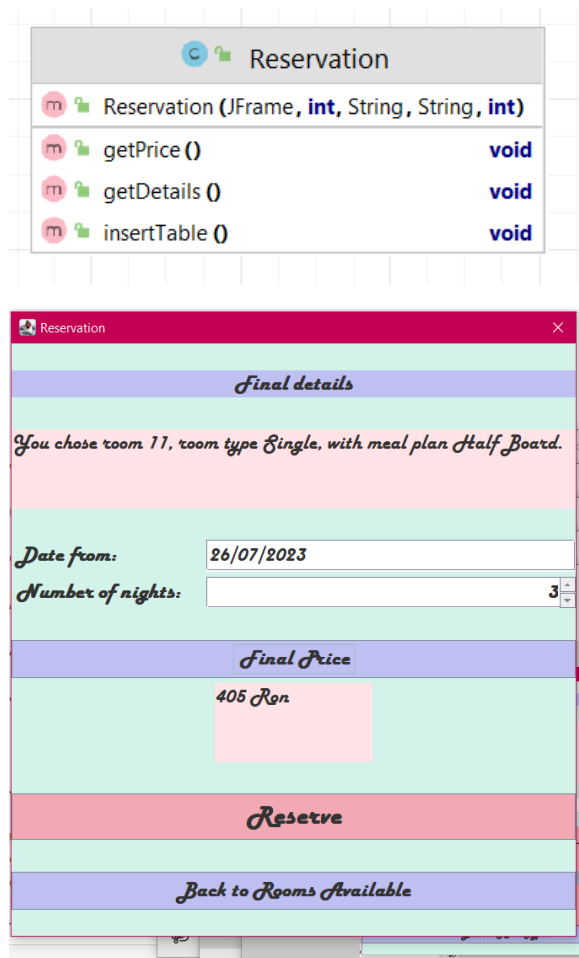 C Reservation
m Reservation (JFrame, int, String, String, int)
m getPrice () void
m getDetails () void
m insertTable () void
Reservation
Final details
You chose room 11, room type Single, with meal plan Half Board.
Date from: 26/07/2023
Number of nights: 3
Final Price
405 Ron
Reserve
Back to Rooms Available